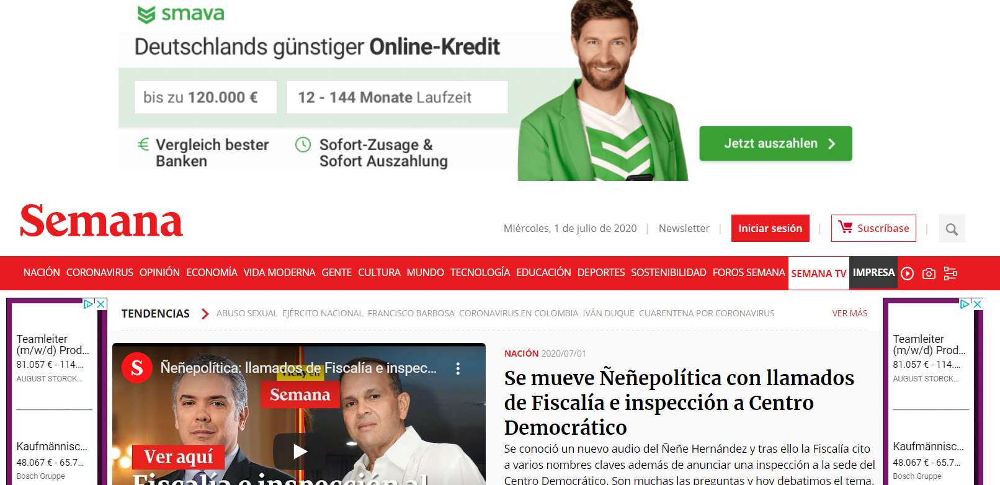 smava
Deutschlands günstiger Online-Kredit
bis zu 120.000 €
12 - 144 Monate Laufzeit
€ Vergleich bester
Banken
Sofort-Zusage &
Sofort Auszahlung
Jetzt auszahlen
Semana
Miércoles, 1 de julio de 2020 | Newsletter | Iniciar sesión | Suscríbase |
NACIÓN CORONAVIRUS OPINIÓN ECONOMÍA VIDA MODERNA GENTE CULTURA MUNDO TECNOLOGÍA EDUCACIÓN DEPORTES SOSTENIBILIDAD FOROS SEMANA SEMANA TV IMPRESA
TENDENCIAS ABUSO SEXUAL EJÉRCITO NACIONAL FRANCISCO BARBOSA CORONAVIRUS EN COLOMBIA IVÁN DUQUE CUARENTENA POR CORONAVIRUS VER MÁS
Teamleiter
(m/w/d) Prod...
81.057 € - 114....
AUGUST STORCK...
Kaufmännisc...
48.067 € - 65.7...
Bosch Gruppe
S Ñeñepolítica: llamados de Fiscalía e inspec...
Vicky en
Semana
Ver aquí
Fiscalía e inspección al
NACIÓN 2020/07/01
Se mueve Ñeñepolítica con llamados
de Fiscalía e inspección a Centro
Democrático
Se conoció un nuevo audio del Ñeñe Hernández y tras ello la Fiscalía cito
a varios nombres claves además de anunciar una inspección a la sede del
Centro Democrático. Son muchas las preguntas y hoy debatimos el tema.
Teamleiter
(m/w/d) Prod...
81.057 € - 114....
AUGUST STORCK...
Kaufmännisc...
48.067 € - 65.7...
Bosch Gruppe